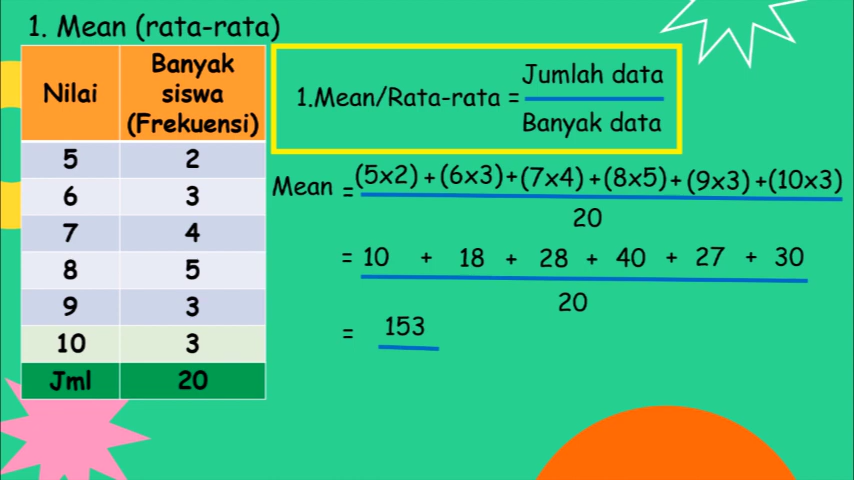 1. Mean (rata-rata)
Nilai Banyak siswa (Frekuensi)
5 2
6 3
7 4
8 5
9 3
10 3
Jml 20
1.Mean/Rata-rata = Jumlah data
Banyak data
Mean = (5x2) + (6x3)+(7x4) +(8x5)+ (9x3) +(10x3)
20
= 10 + 18 + 28 + 40 + 27 + 30
20
= 153